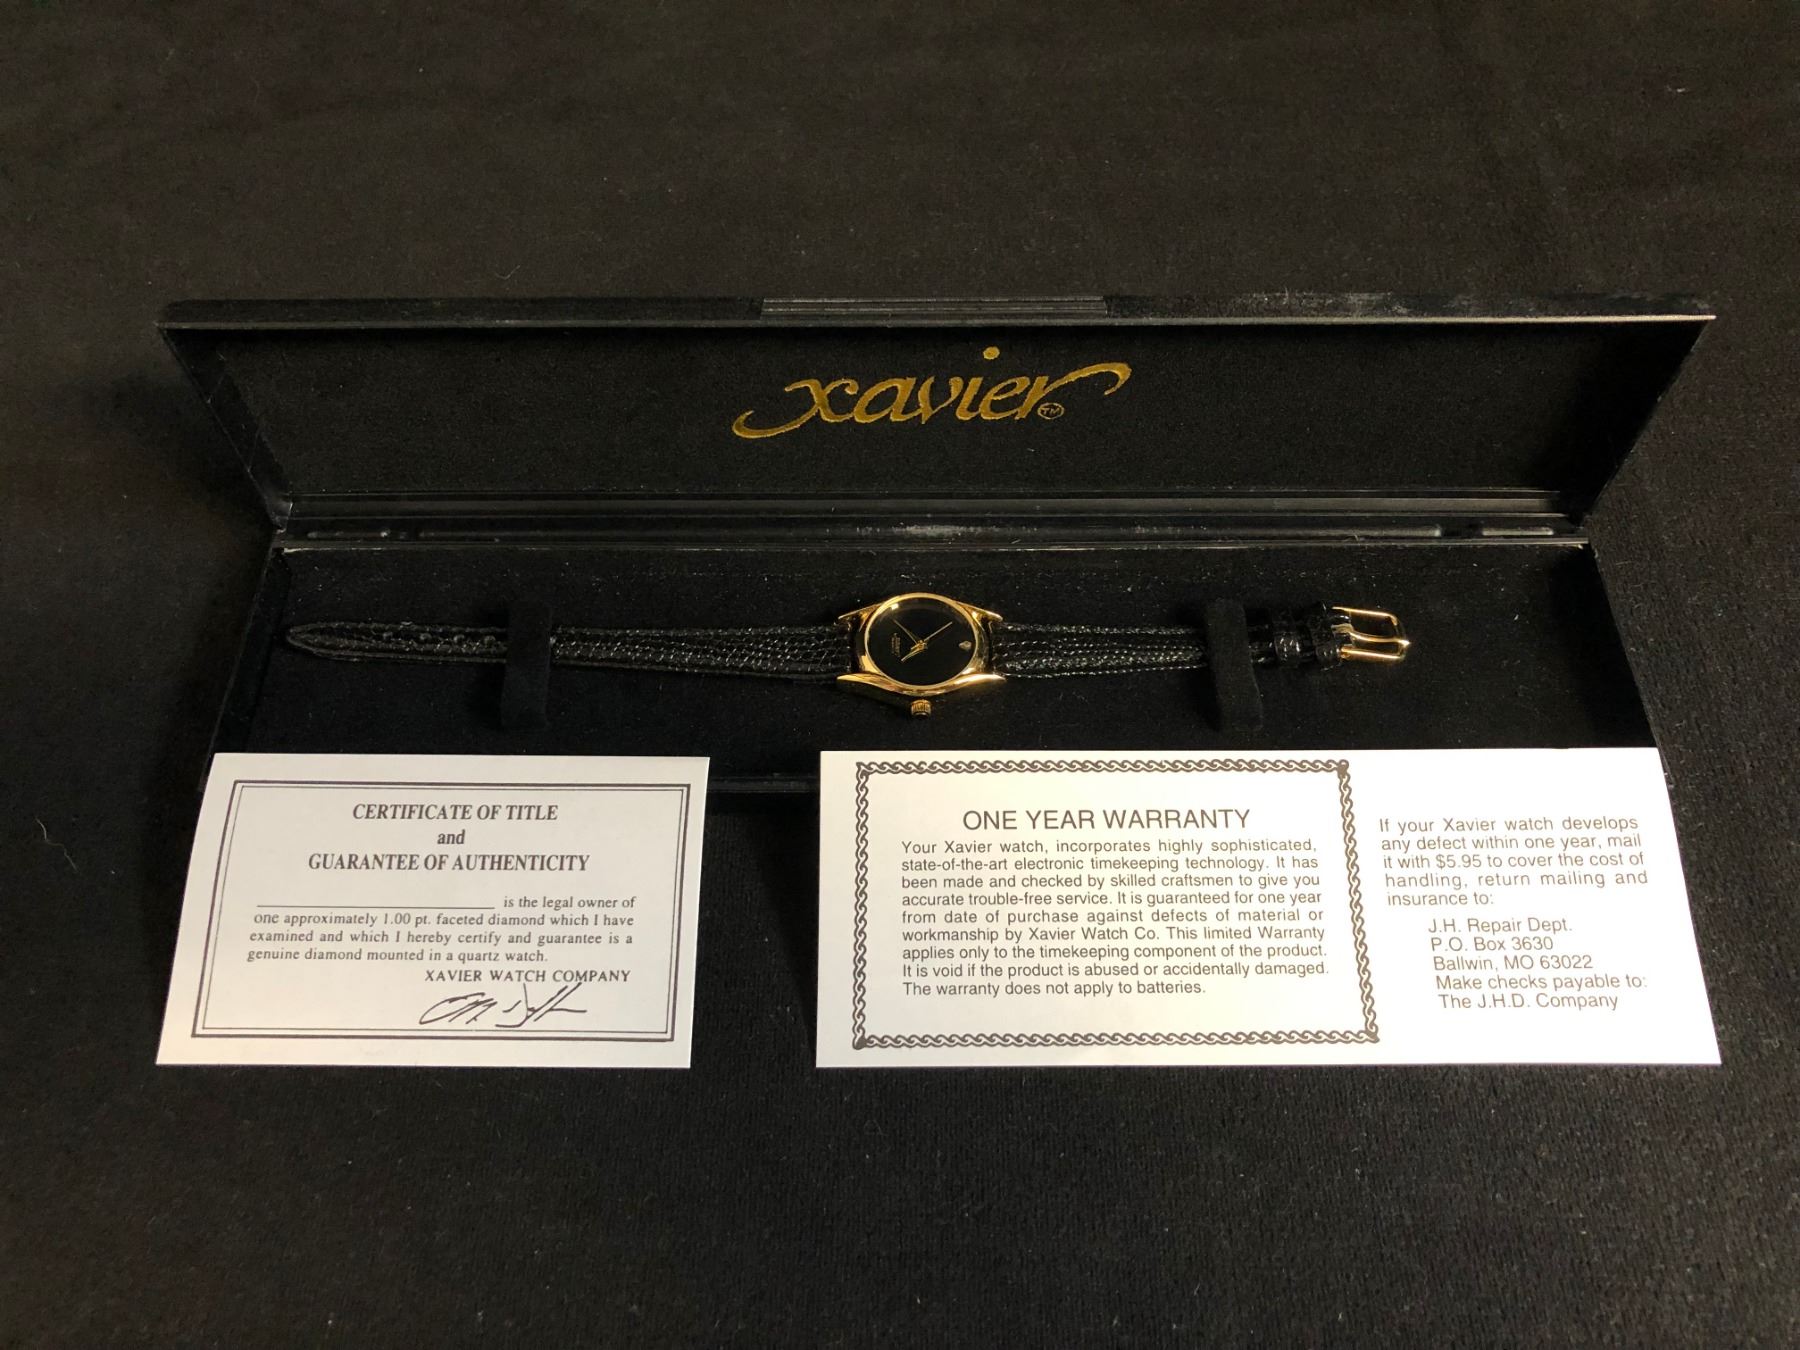 xavier TM
CERTIFICATE OF TITLE
and
GUARANTEE OF AUTHENTICITY
is the legal owner of
one approximately 1.00 pt. faceted diamond which I have
examined and which I hereby certify and guarantee is a
genuine diamond mounted in a quartz watch.
XAVIER WATCH COMPANY
ONE YEAR WARRANTY
Your Xavier watch, incorporates highly sophisticated,
state-of-the-art electronic timekeeping technology. It has
been made and checked by skilled craftsmen to give you
accurate trouble-free service. It is guaranteed for one year
from date of purchase against defects of material or
workmanship by Xavier Watch Co. This limited Warranty
applies only to the timekeeping component of the product.
It is void if the product is abused or accidentally damaged.
The warranty does not apply to batteries.
If your Xavier watch develops
any defect within one year, mail
it with $5.95 to cover the cost of
handling, return mailing and
insurance to:
J.H. Repair Dept.
P.O. Box 3630
Ballwin, MO 63022
Make checks payable to:
The J.H.D. Company